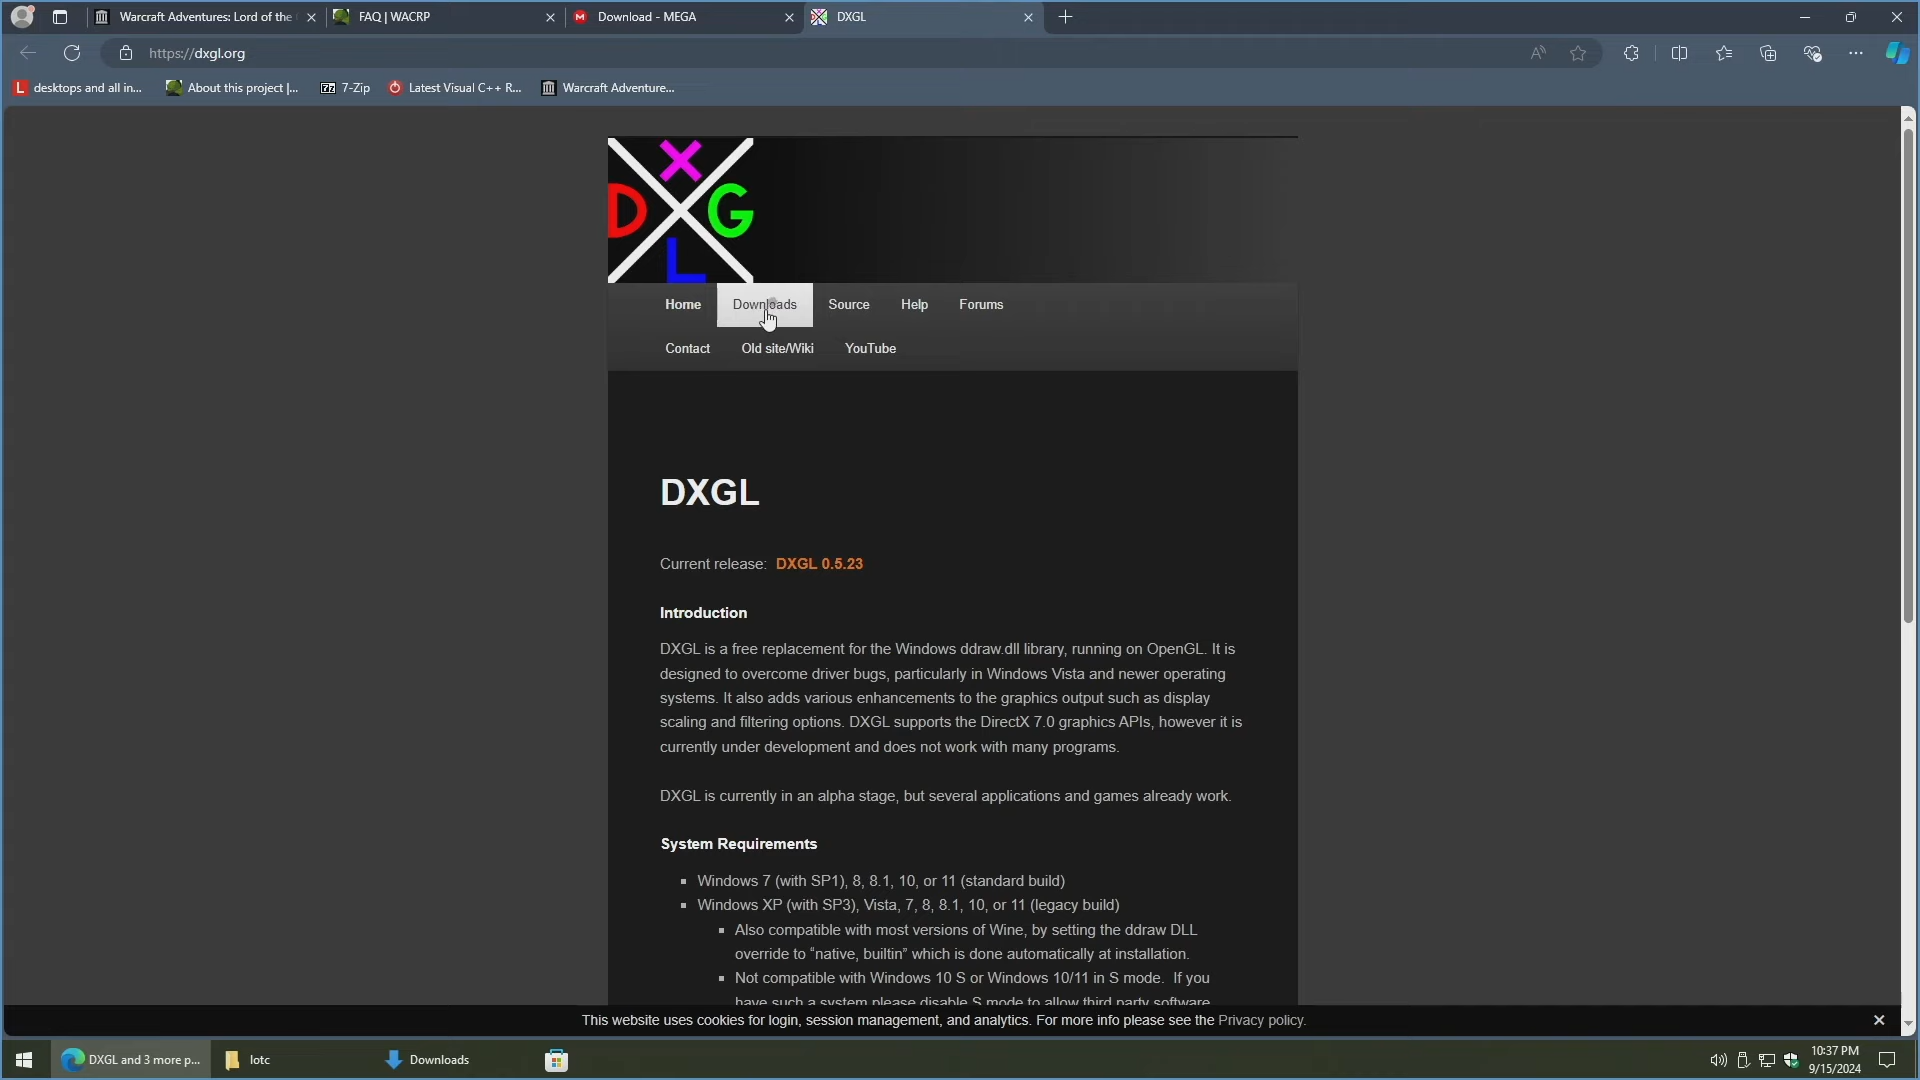 Warcraft Adventures: Lord of the
FAQ | WACRP
Download - MEGA
DXGL
https://dxgl.org
desktops and all in...
About this project |...
7-Zip
Latest Visual C++ R...
Warcraft Adventure...
D X G L
Home
Downloads
Source
Help
Forums
Contact
Old site/Wiki
YouTube
DXGL
Current release: DXGL 0.5.23
Introduction
DXGL is a free replacement for the Windows ddraw.dll library, running on OpenGL. It is
designed to overcome driver bugs, particularly in Windows Vista and newer operating
systems. It also adds various enhancements to the graphics output such as display
scaling and filtering options. DXGL supports the DirectX 7.0 graphics APIs, however it is
currently under development and does not work with many programs.
DXGL is currently in an alpha stage, but several applications and games already work.
System Requirements
Windows 7 (with SP1), 8, 8.1, 10, or 11 (standard build)
Windows XP (with SP3), Vista, 7, 8, 8.1, 10, or 11 (legacy build)
Also compatible with most versions of Wine, by setting the ddraw DLL
override to “native, builtin” which is done automatically at installation.
Not compatible with Windows 10 S or Windows 10/11 in S mode. If you
have such a system please disable S mode to allow third party software
This website uses cookies for login, session management, and analytics. For more info please see the Privacy policy.
DXGL and 3 more p...
lotc
Downloads
10:37 PM
9/15/2024